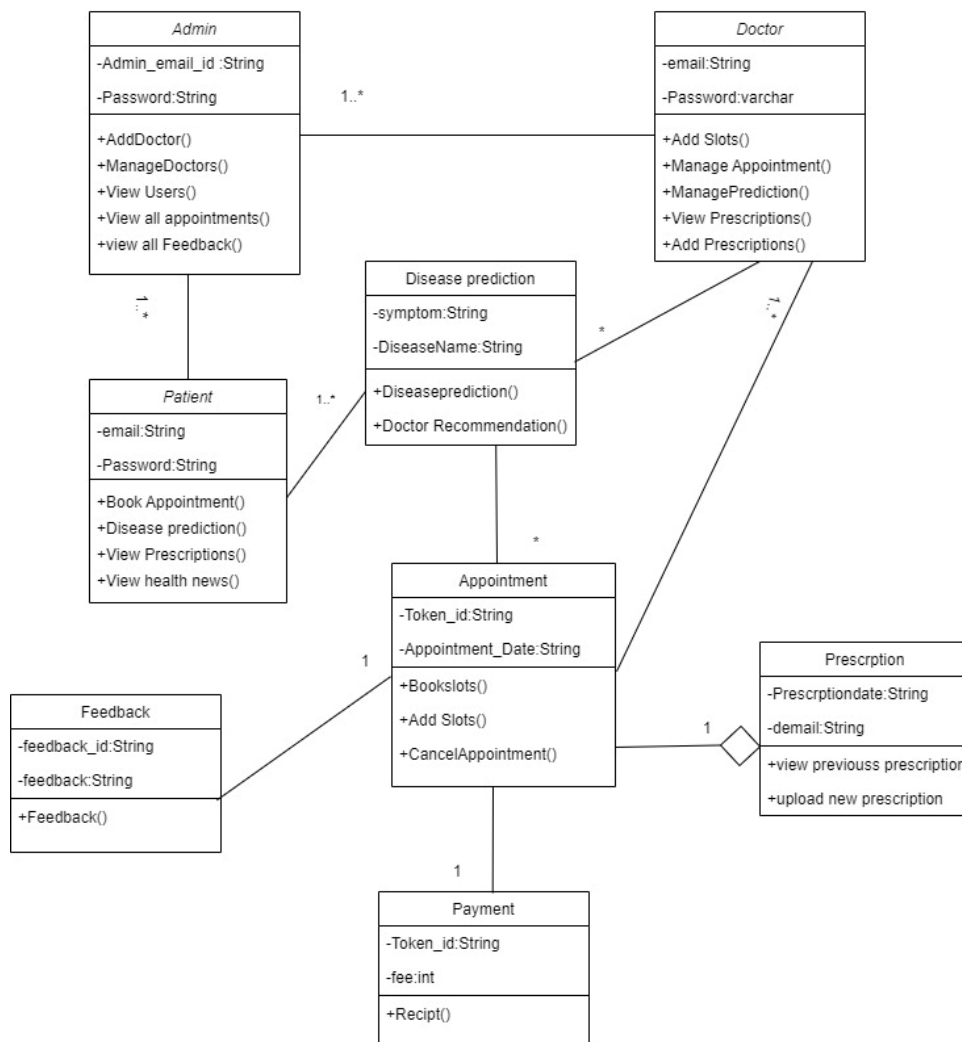 Admin
-Admin_email_id :String
-Password:String
+AddDoctor()
+ManageDoctors()
+View Users()
+View all appointments()
+view all Feedback()
1..*
Doctor
-email:String
-Password:varchar
+Add Slots()
+Manage Appointment()
+ManagePrediction()
+View Prescriptions()
+Add Prescriptions()
1..*
Disease prediction
-symptom:String
-DiseaseName:String
+Diseaseprediction()
+Doctor Recommendation()
*
1..*
1..*
Patient
-email:String
-Password:String
+Book Appointment()
+Disease prediction()
+View Prescriptions()
+View health news()
*
Appointment
-Token_id:String
-Appointment_Date:String
+Bookslots()
+Add Slots()
+CancelAppointment()
1
Feedback
-feedback_id:String
-feedback:String
+Feedback()
1
Prescrption
-Prescrptiondate:String
-demail:String
+view previouss prescription
+upload new prescription
1
Payment
-Token_id:String
-fee:int
+Recipt()